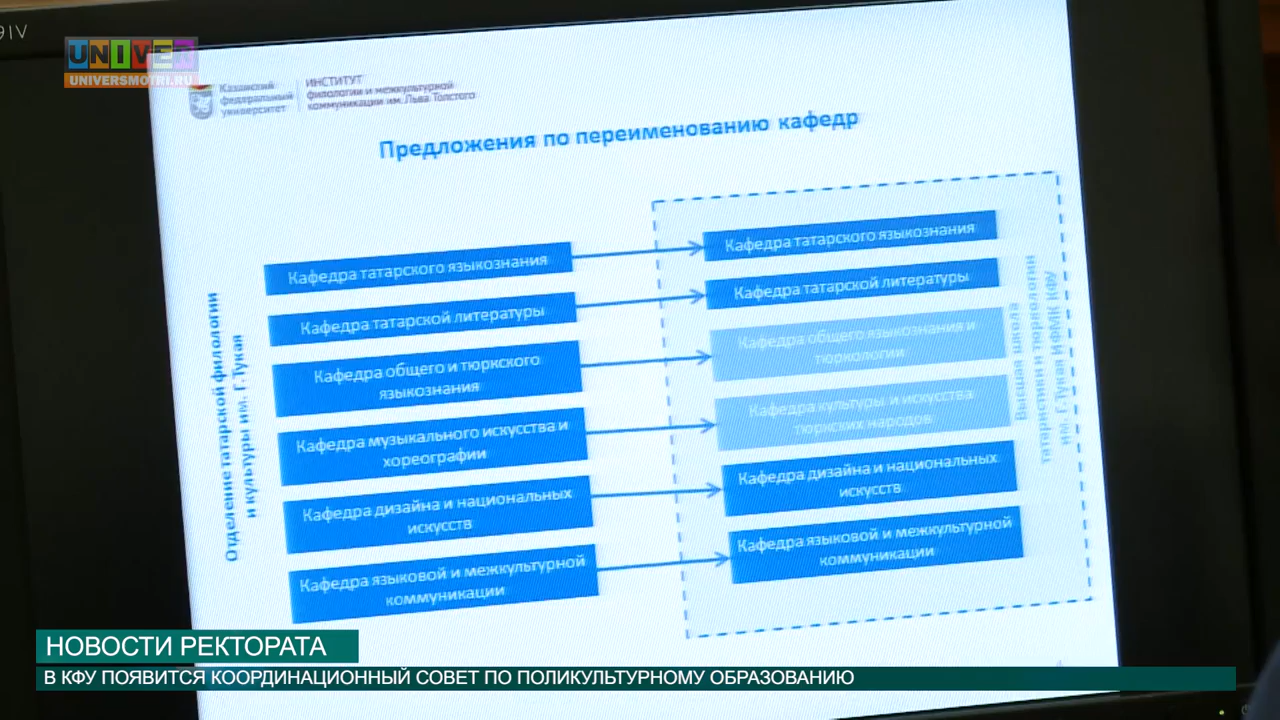 9IV
UNIVER
UNIVERSMOTRI.RU
Казанский
федеральный
университет
ИНСТИТУТ
филологии и межкультурной
коммуникации им. Льва Толстого
Предложения по переименованию кафедр
Отделение татарской филологии
и культуры им. Г.Тукая
Кафедра татарского языкознания
Кафедра татарской литературы
Кафедра общего и тюркского
языкознания
Кафедра музыкального искусства и
хореографии
Кафедра дизайна и национальных
искусств
Кафедра языковой и межкультурной
коммуникации
Кафедра татарского языкознания
Кафедра татарской литературы
Кафедра общего языкознания и
тюркологии
Кафедра культуры и искусства
тюркских народов
Кафедра дизайна и национальных
искусств
Кафедра языковой и межкультурной
коммуникации
Высшая школа
татаристики и тюркологии
им. Г.Тукая ИФМК КФУ
НОВОСТИ РЕКТОРАТА
В КФУ ПОЯВИТСЯ КООРДИНАЦИОННЫЙ СОВЕТ ПО ПОЛИКУЛЬТУРНОМУ ОБРАЗОВАНИЮ